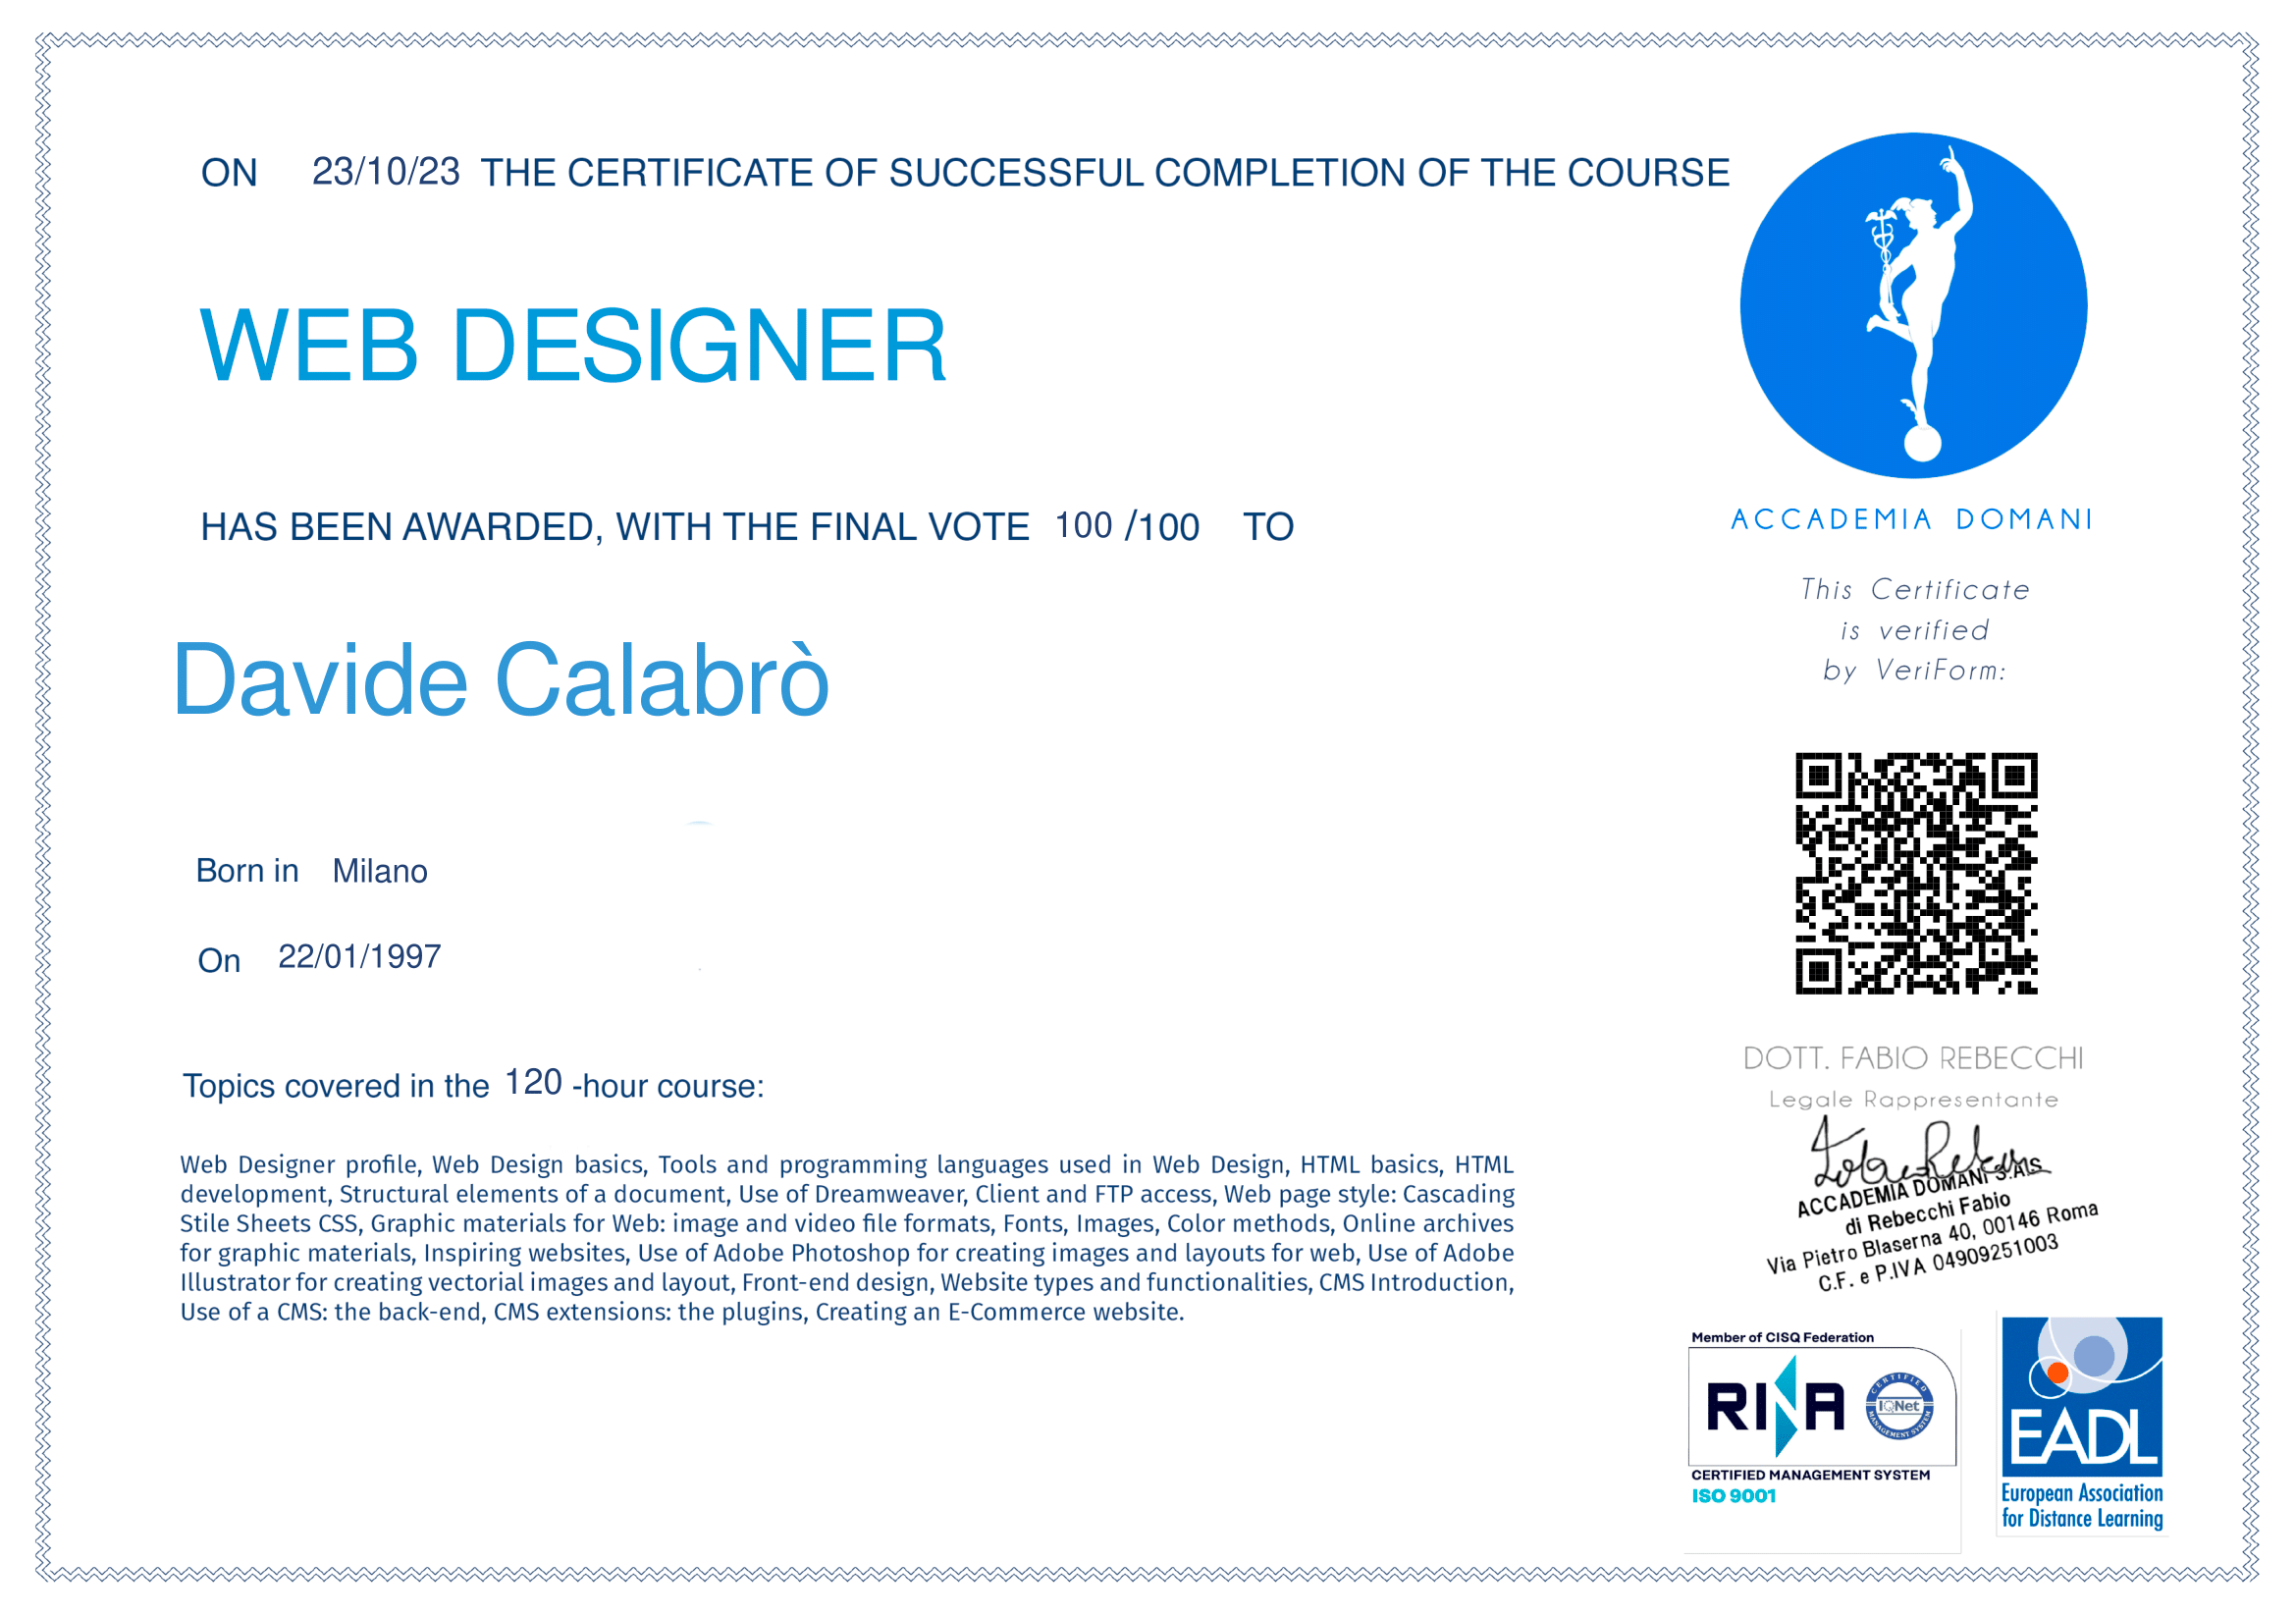 ON 23/10/23 THE CERTIFICATE OF SUCCESSFUL COMPLETION OF THE COURSE
WEB DESIGNER
HAS BEEN AWARDED, WITH THE FINAL VOTE 100 /100 TO
Davide Calabrò
Born in Milano
On 22/01/1997
Topics covered in the 120 -hour course:
Web Designer profile, Web Design basics, Tools and programming languages used in Web Design, HTML basics, HTML
development, Structural elements of a document, Use of Dreamweaver, Client and FTP access, Web page style: Cascading
Stile Sheets CSS, Graphic materials for Web: image and video file formats, Fonts, Images, Color methods, Online archives
for graphic materials, Inspiring websites, Use of Adobe Photoshop for creating images and layouts for web, Use of Adobe
Illustrator for creating vectorial images and layout, Front-end design, Website types and functionalities, CMS Introduction,
Use of a CMS: the back-end, CMS extensions: the plugins, Creating an E-Commerce website.
ACCADEMIA DOMANI
This Certificate
is verified
by VeriForm:
DOTT. FABIO REBECCHI
Legale Rappresentante
ACCADEMIA DOMANI S.A.S.
di Rebecchi Fabio
Via Pietro Blaserna 40, 00146 Roma
C.F. e P.IVA 04909251003
Member of CISQ Federation
RINA
CERTIFIED
IQNet
MANAGEMENT SYSTEM
CERTIFIED MANAGEMENT SYSTEM
ISO 9001
EADL
European Association
for Distance Learning